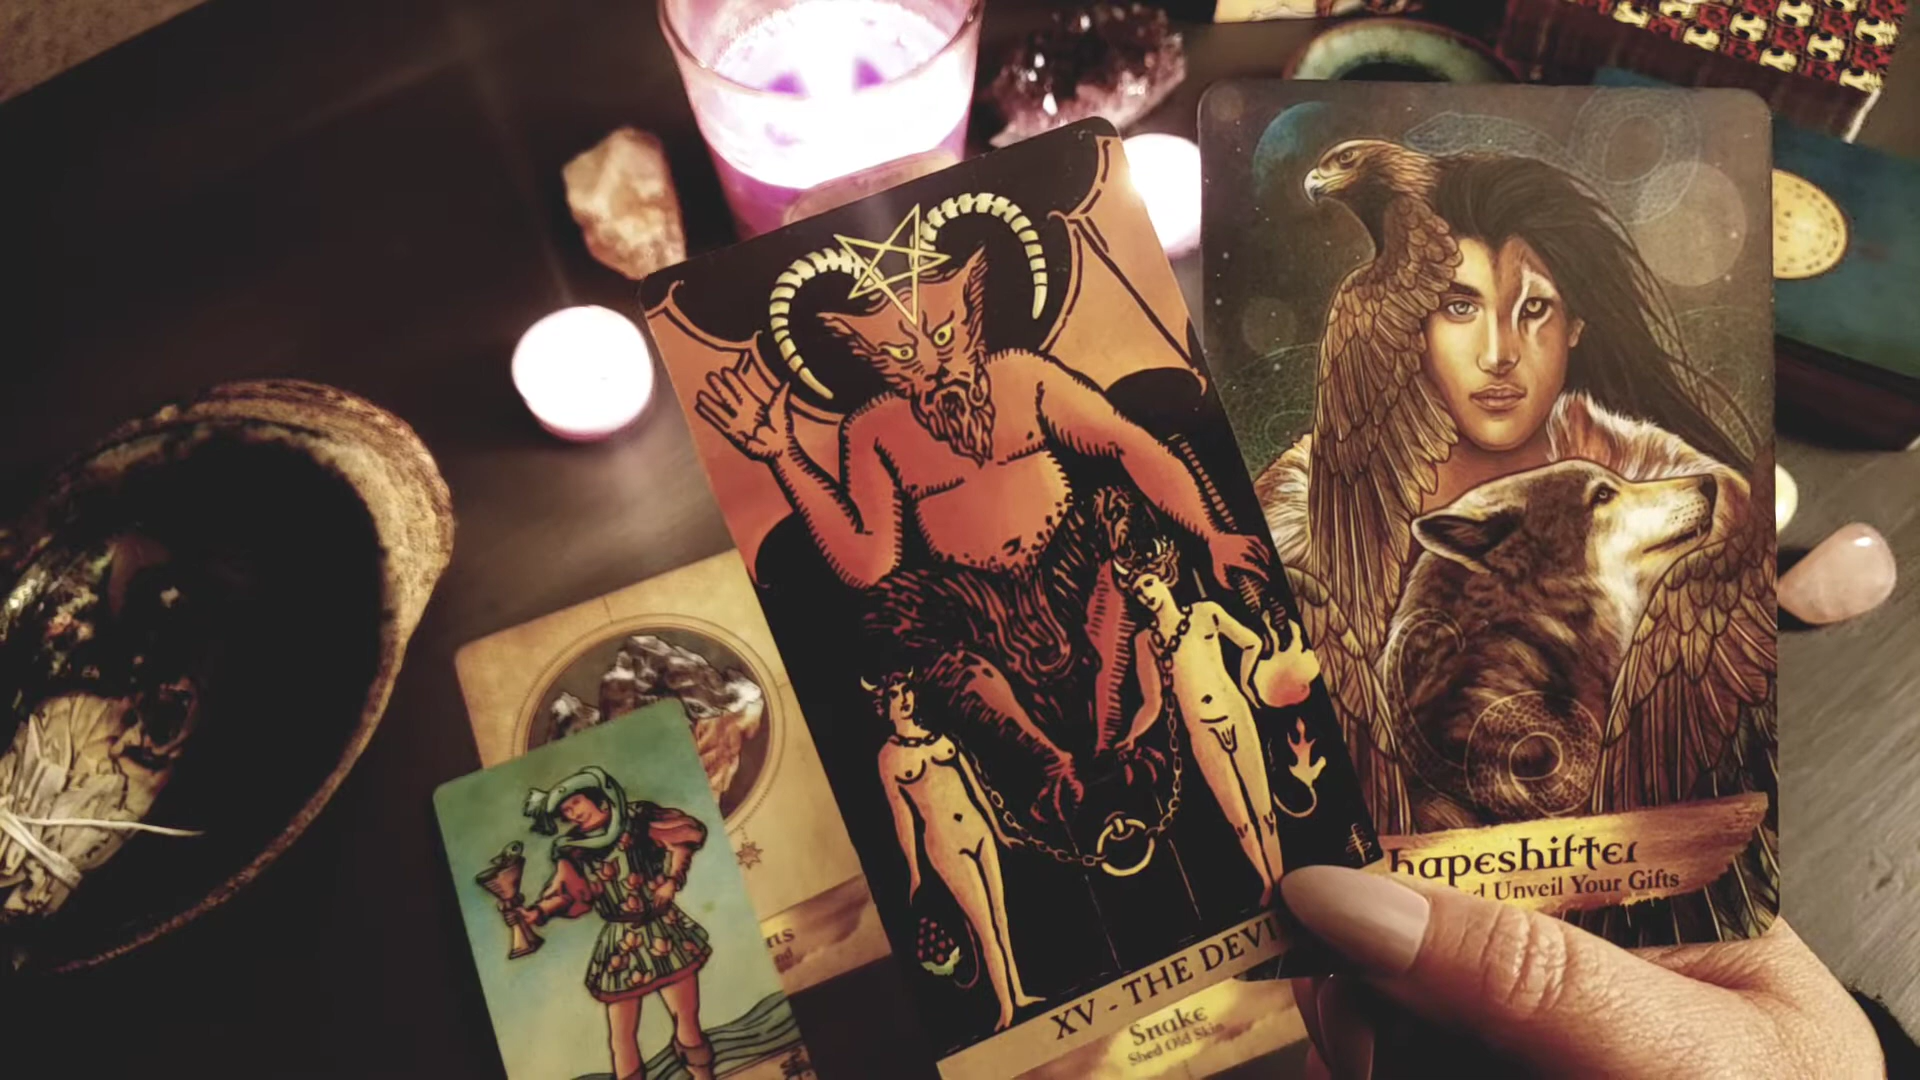 XV - THE DEVI
hapeshifter
d Unveil Your Gifts
Snake
Shed Old Skin